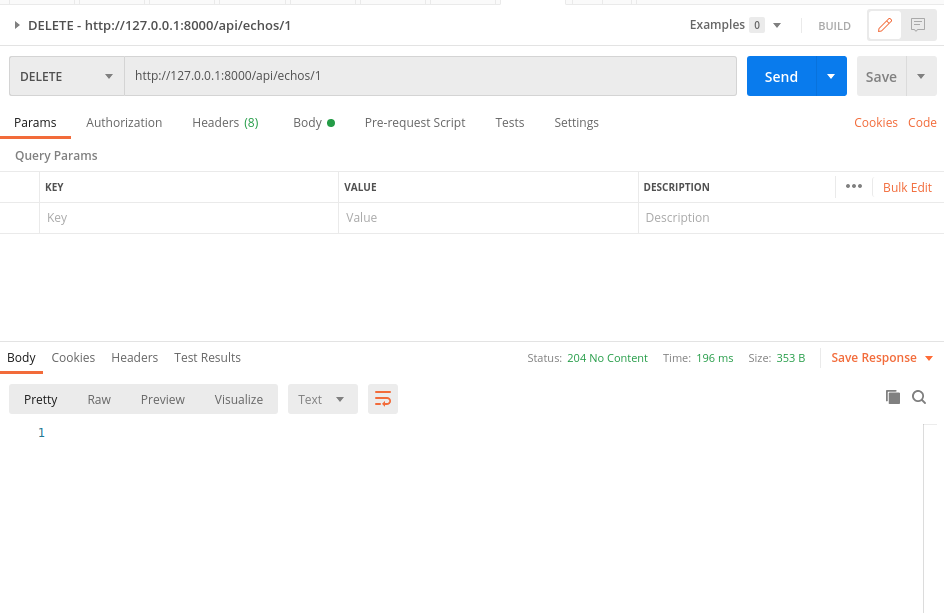 DELETE - http://127.0.0.1:8000/api/echos/1 Examples 0 BUILD
DELETE http://127.0.0.1:8000/api/echos/1 Send Save
Params Authorization Headers (8) Body Pre-request Script Tests Settings Cookies Code
Query Params
KEY VALUE DESCRIPTION ••• Bulk Edit
Key Value Description
Body Cookies Headers Test Results Status: 204 No Content Time: 196 ms Size: 353 B Save Response
Pretty Raw Preview Visualize Text
1